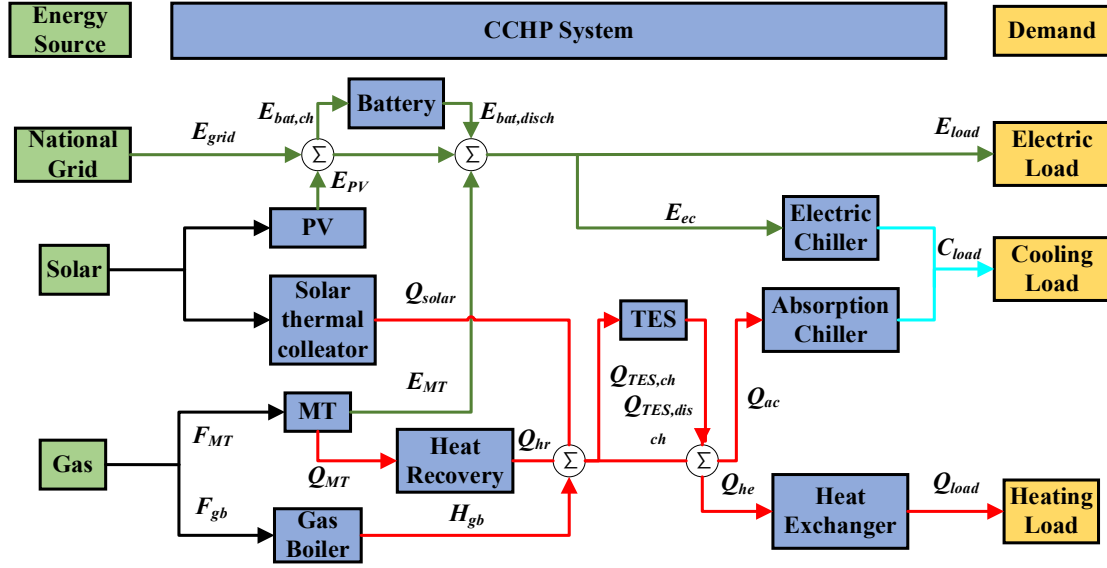 Energy
Source
CCHP System
Demand
Battery
E_bat,ch
E_bat,disch
National
Grid
E_grid
Σ
Σ
E_load
Electric
Load
E_PV
PV
E_ec
Electric
Chiller
Solar
C_load
Cooling
Load
Solar
thermal
colleator
Q_solar
TES
Absorption
Chiller
E_MT
Q_TES,ch
Q_TES,dis
ch
Q_ac
MT
F_MT
Gas
Q_MT
Heat
Recovery
Q_hr
Σ
Σ
F_gb
Gas
Boiler
H_gb
Q_he
Heat
Exchanger
Q_load
Heating
Load